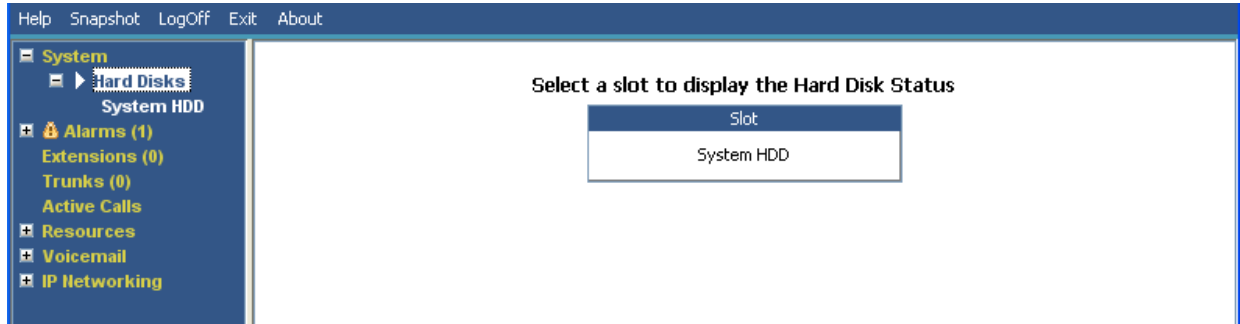 Help Snapshot LogOff Exit About
System
Hard Disks
System HDD
Alarms (1)
Extensions (0)
Trunks (0)
Active Calls
Resources
Voicemail
IP Networking
Select a slot to display the Hard Disk Status
Slot
System HDD